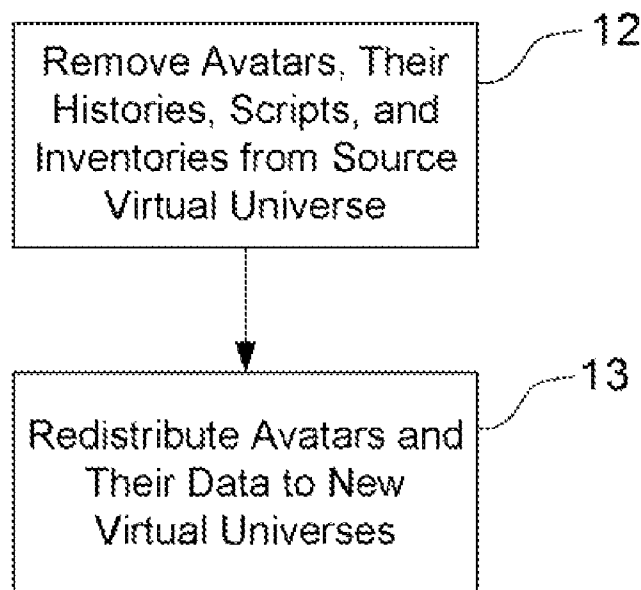 12
Remove Avatars, Their
Histories, Scripts, and
Inventories from Source
Virtual Universe
13
Redistribute Avatars and
Their Data to New
Virtual Universes